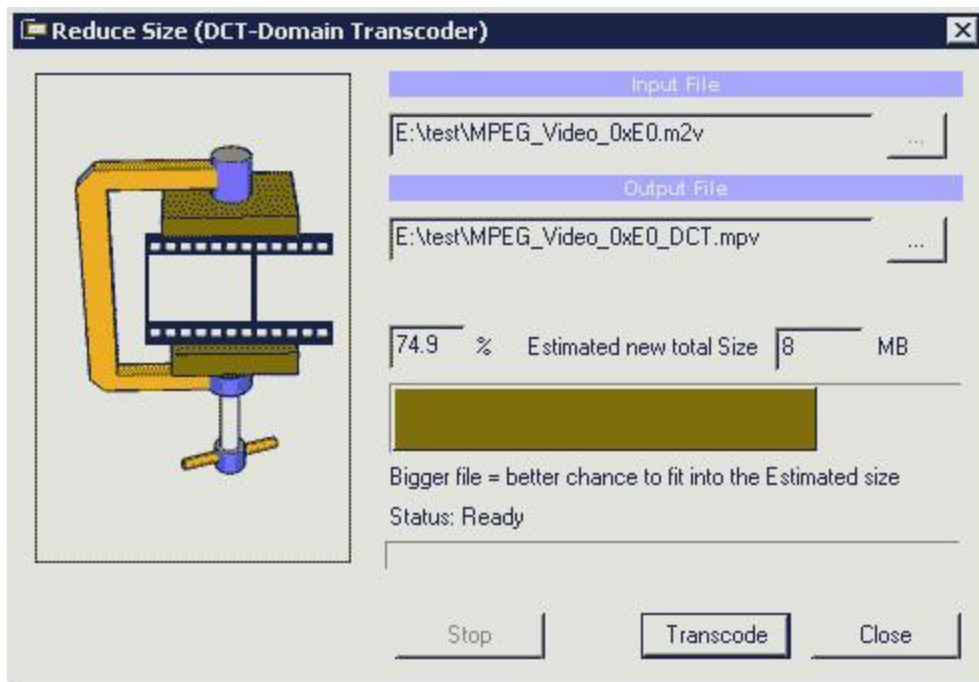 Reduce Size (DCT-Domain Transcoder)
Input File
E:\test\MPEG_Video_0xE0.m2v ...
Output File
E:\test\MPEG_Video_0xE0_DCT.mpv ...
74.9 % Estimated new total Size 8 MB
Bigger file = better chance to fit into the Estimated size
Status: Ready
Stop Transcode Close